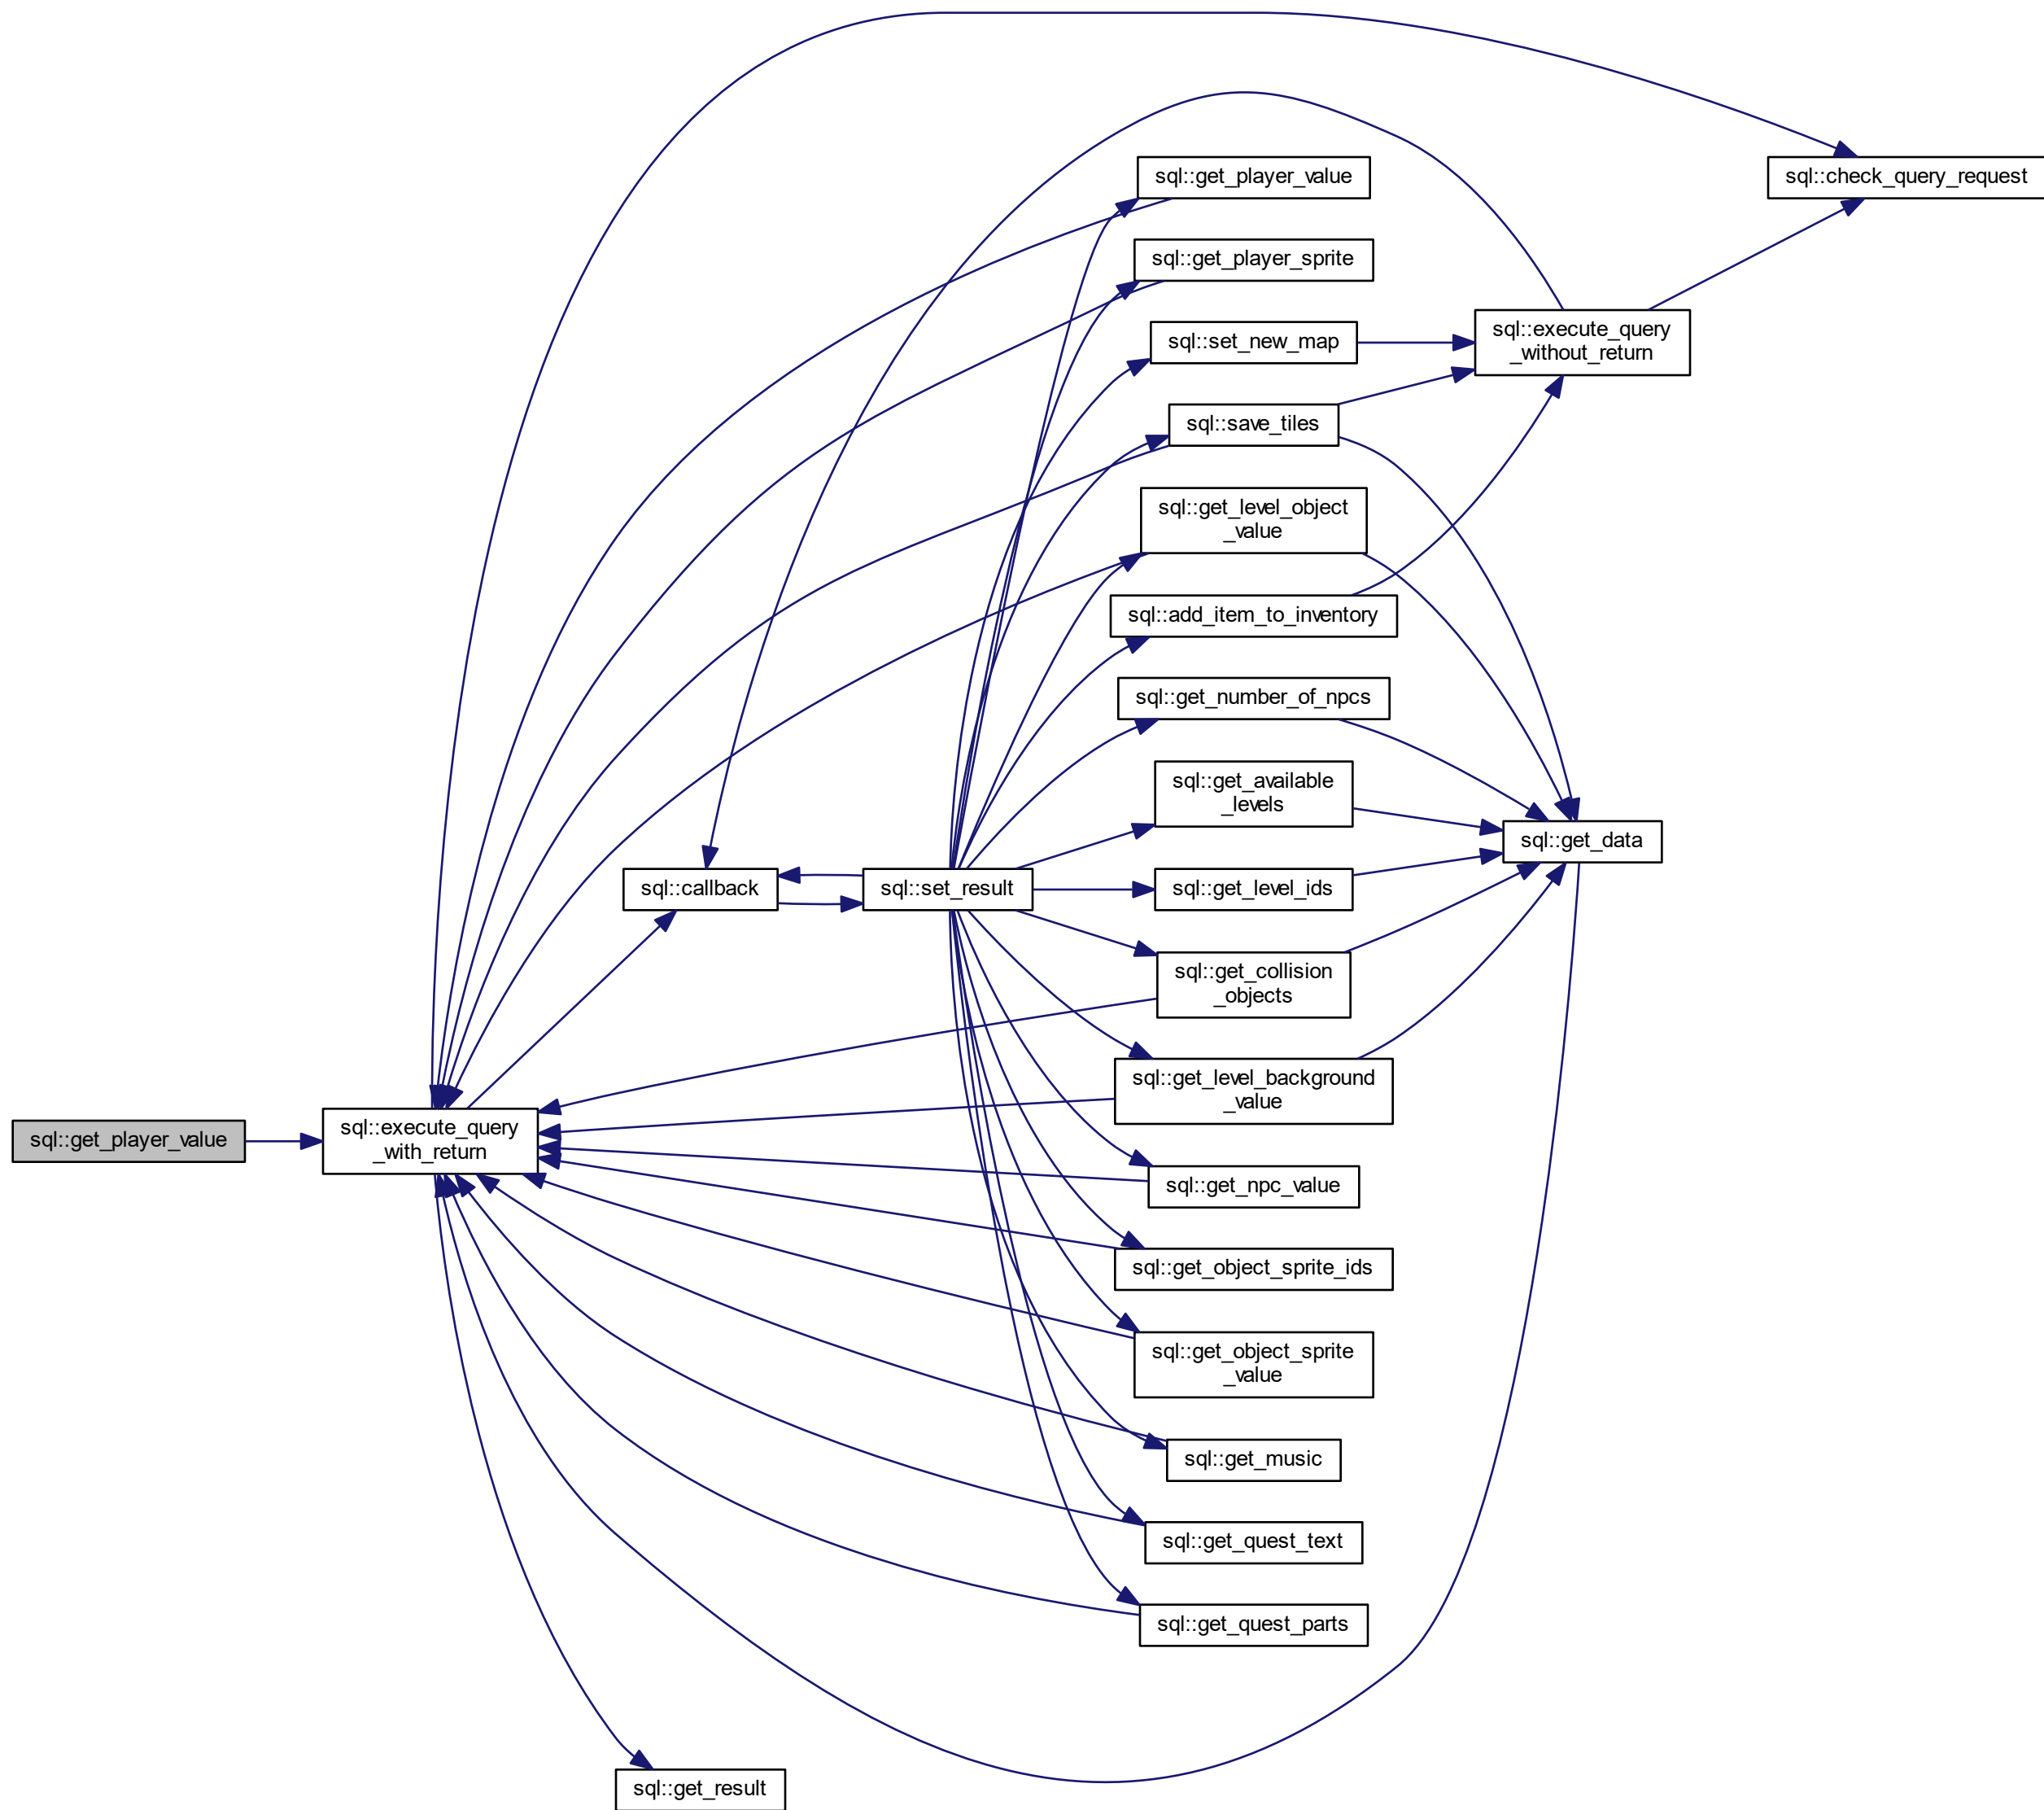 sql::get_player_value
sql::check_query_request
sql::get_player_sprite
sql::execute_query
_without_return
sql::set_new_map
sql::save_tiles
sql::get_level_object
_value
sql::add_item_to_inventory
sql::get_number_of_npcs
sql::get_available
_levels
sql::get_data
sql::callback
sql::set_result
sql::get_level_ids
sql::get_collision
_objects
sql::get_level_background
_value
sql::get_player_value
sql::execute_query
_with_return
sql::get_npc_value
sql::get_object_sprite_ids
sql::get_object_sprite
_value
sql::get_music
sql::get_quest_text
sql::get_quest_parts
sql::get_result